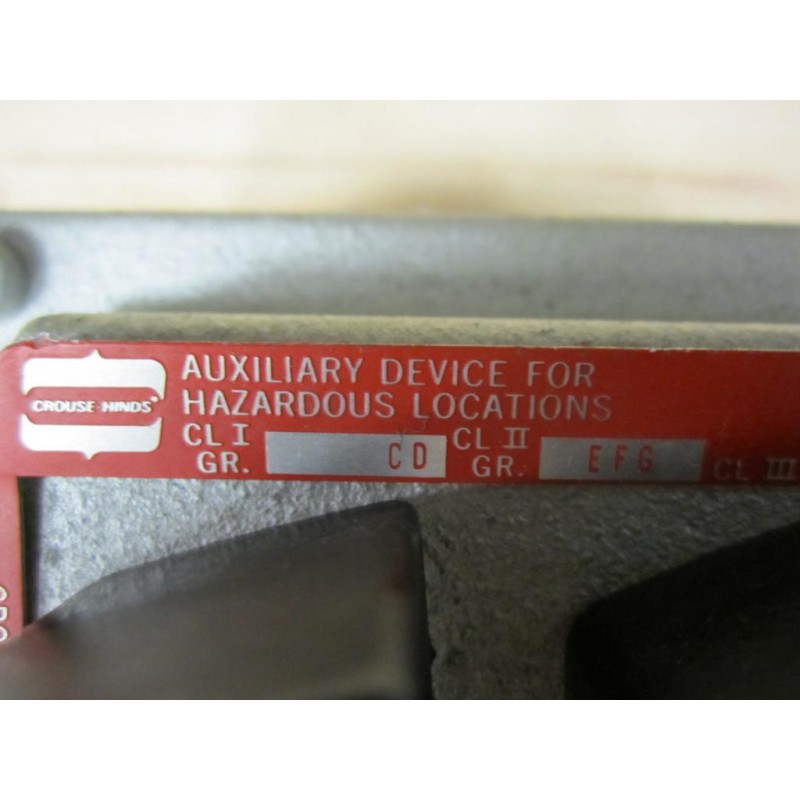 CROUSE-HINDS®
AUXILIARY DEVICE FOR
HAZARDOUS LOCATIONS
CL I GR. CD CL II GR. EFG CL III